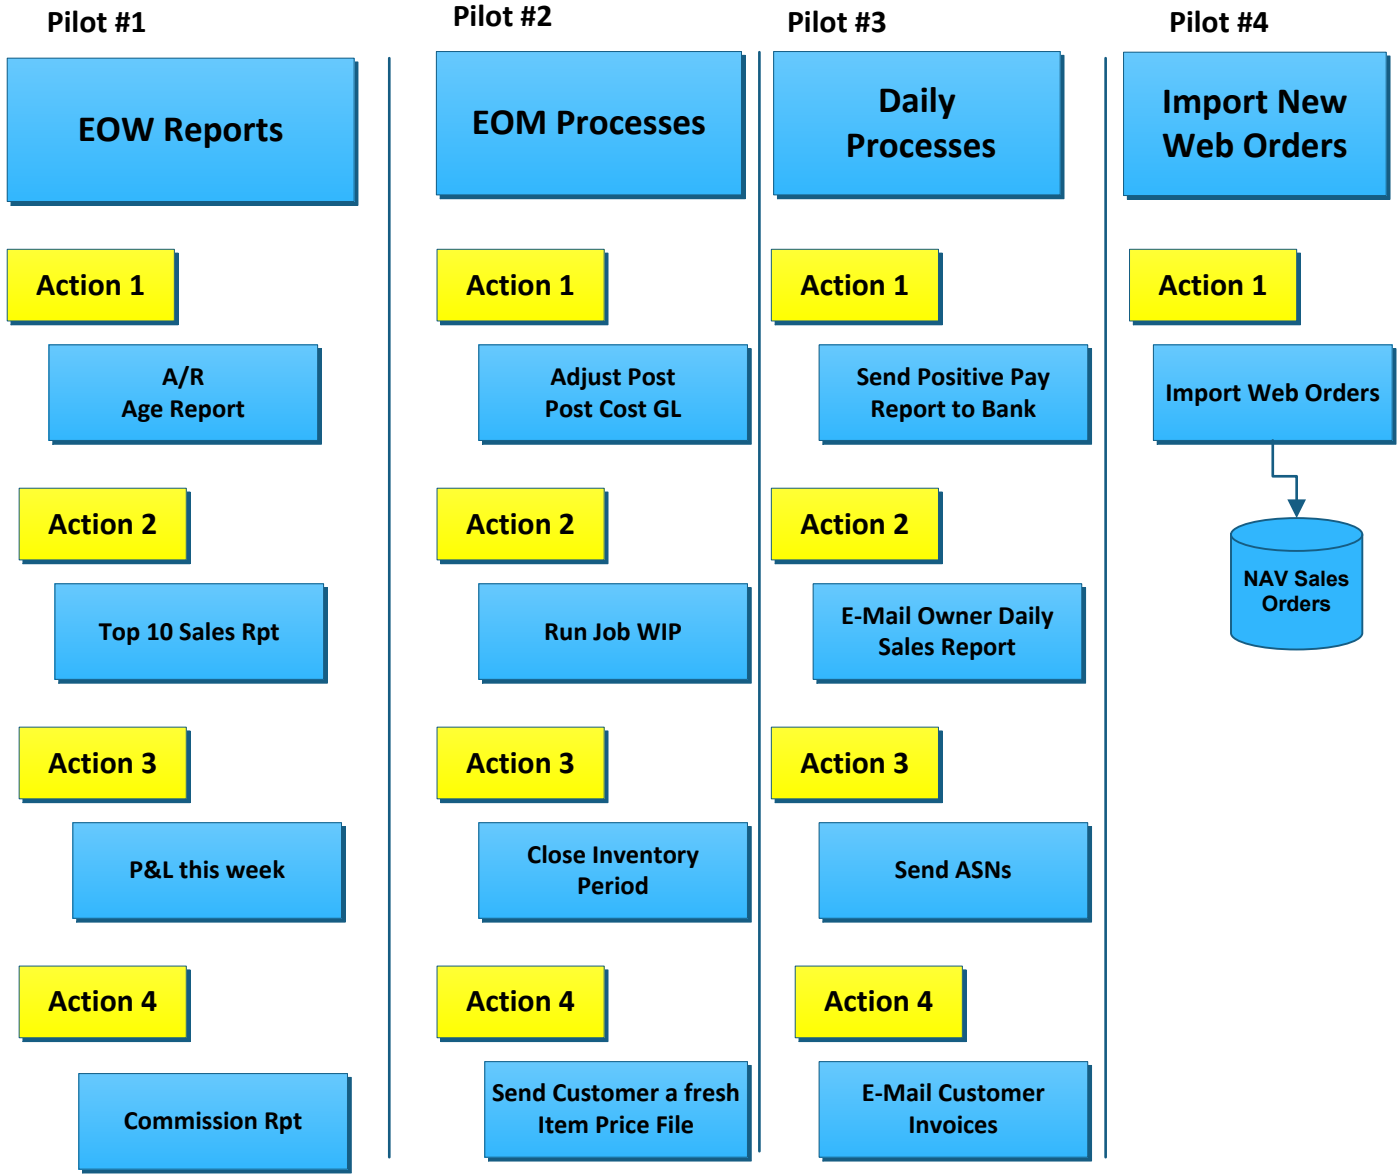 Pilot #1
EOW Reports
Action 1
A/R
Age Report
Action 2
Top 10 Sales Rpt
Action 3
P&L this week
Action 4
Commission Rpt
Pilot #2
EOM Processes
Action 1
Adjust Post
Post Cost GL
Action 2
Run Job WIP
Action 3
Close Inventory
Period
Action 4
Send Customer a fresh
Item Price File
Pilot #3
Daily
Processes
Action 1
Send Positive Pay
Report to Bank
Action 2
E-Mail Owner Daily
Sales Report
Action 3
Send ASNs
Action 4
E-Mail Customer
Invoices
Pilot #4
Import New
Web Orders
Action 1
Import Web Orders
NAV Sales
Orders